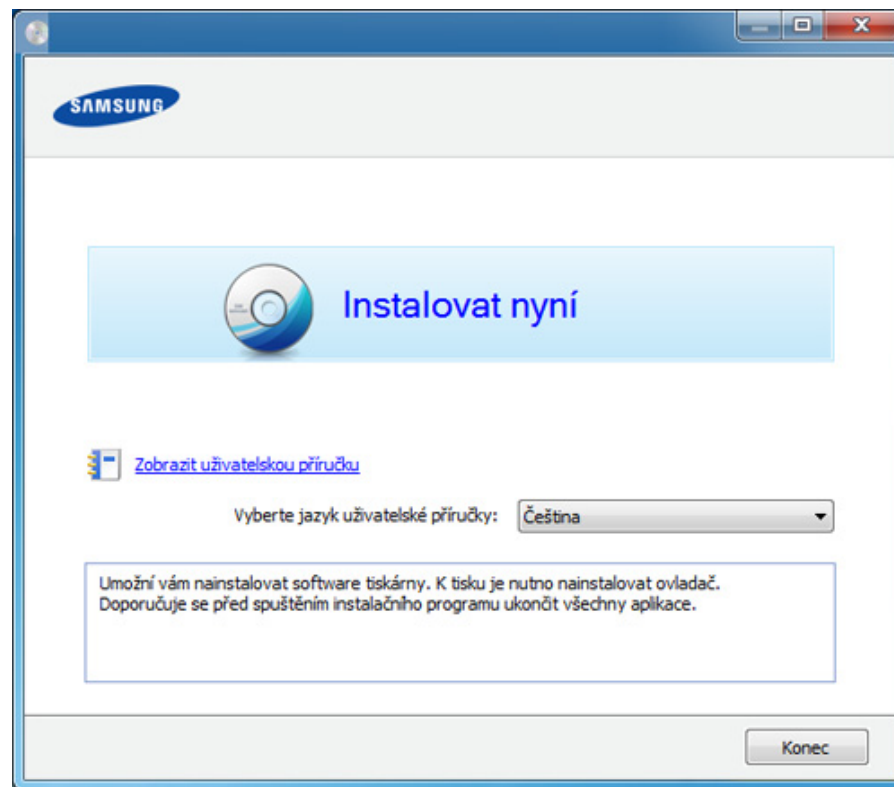 SAMSUNG
Instalovat nyní
Zobrazit uživatelskou příručku
Vyberte jazyk uživatelské příručky:
Čeština
Umožní vám nainstalovat software tiskárny. K tisku je nutno nainstalovat ovladač.
Doporučuje se před spuštěním instalačního programu ukončit všechny aplikace.
Konec